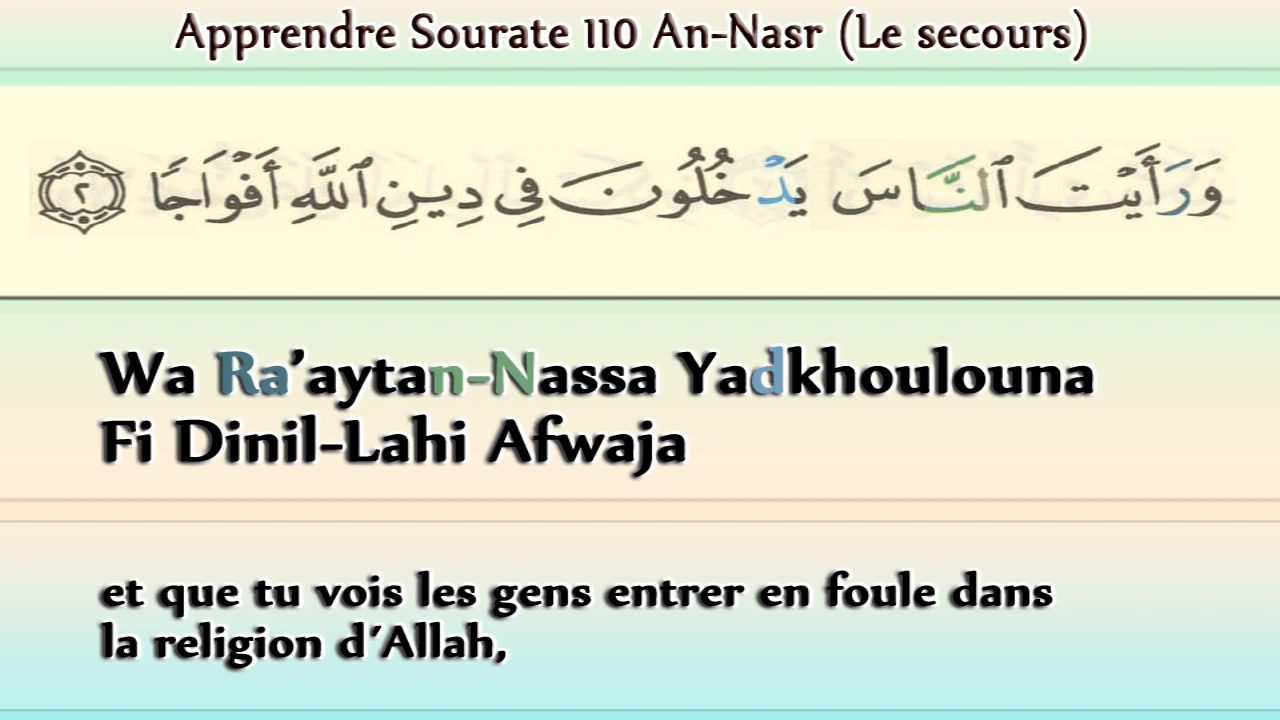 Apprendre Sourate 110 An-Nasr (Le secours)
وَرَأَيْتَ ٱلنَّاسَ يَدْخُلُونَ فِى دِينِ ٱللَّهِ أَفْوَاجًا ٢
Wa Ra’aytan-Nassa Yadkhoulouna
Fi Dinil-Lahi Afwaja
et que tu vois les gens entrer en foule dans
la religion d´Allah,